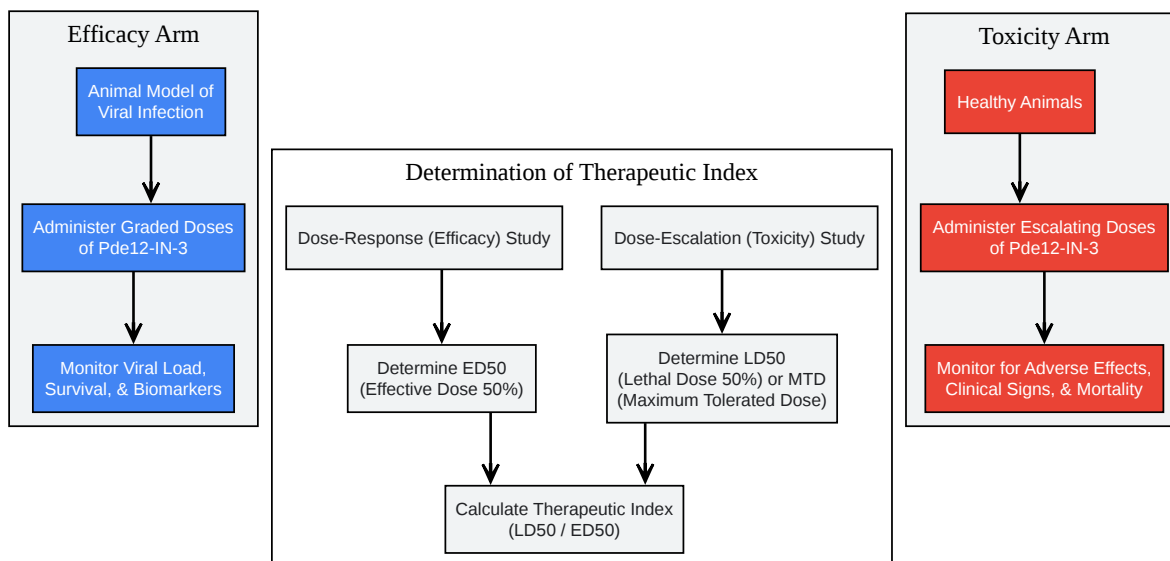 Efficacy Arm
Animal Model of
Viral Infection
Administer Graded Doses
of Pde12-IN-3
Monitor Viral Load,
Survival, & Biomarkers
Determination of Therapeutic Index
Dose-Response (Efficacy) Study
Dose-Escalation (Toxicity) Study
Determine ED50
(Effective Dose 50%)
Determine LD50
(Lethal Dose 50%) or MTD
(Maximum Tolerated Dose)
Calculate Therapeutic Index
(LD50 / ED50)
Toxicity Arm
Healthy Animals
Administer Escalating Doses
of Pde12-IN-3
Monitor for Adverse Effects,
Clinical Signs, & Mortality